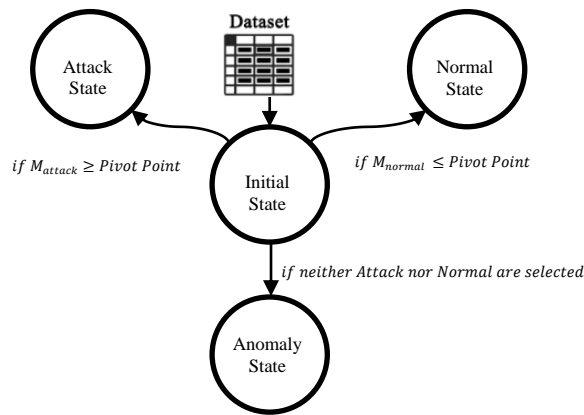 Dataset
Attack
State
Normal
State
if M_attack ≥ Pivot Point
if M_normal ≤ Pivot Point
Initial
State
if neither Attack nor Normal are selected
Anomaly
State